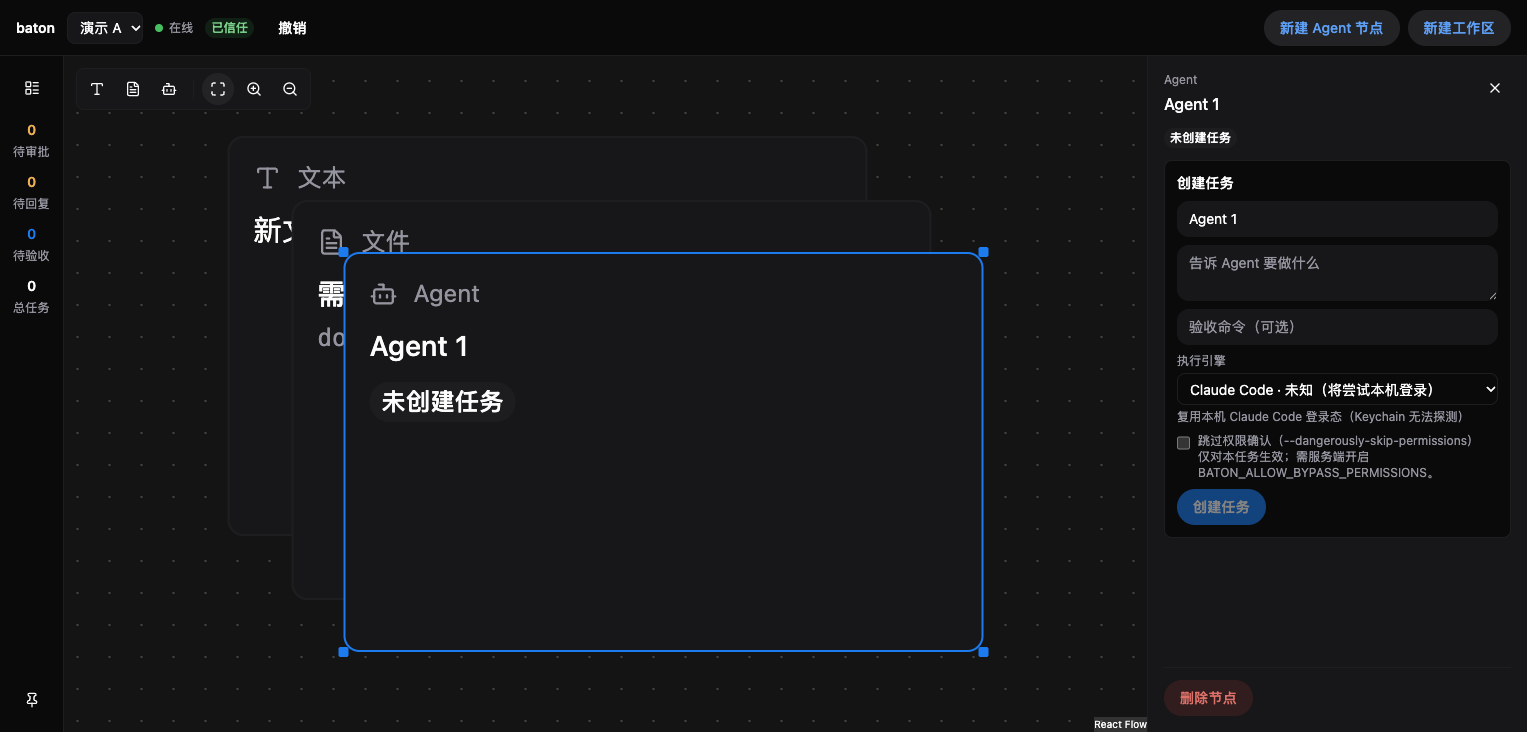 baton
演示 A
在线
已信任
撤销
新建 Agent 节点
新建工作区
0
待审批
0
待回复
0
待验收
0
总任务
文本
新
文件
需
do
Agent
Agent 1
未创建任务
React Flow
Agent
Agent 1
未创建任务
创建任务
Agent 1
告诉 Agent 要做什么
验收命令（可选）
执行引擎
Claude Code · 未知（将尝试本机登录）
复用本机 Claude Code 登录态（Keychain 无法探测）
跳过权限确认（--dangerously-skip-permissions）
仅对本任务生效；需服务端开启
BATON_ALLOW_BYPASS_PERMISSIONS。
创建任务
删除节点